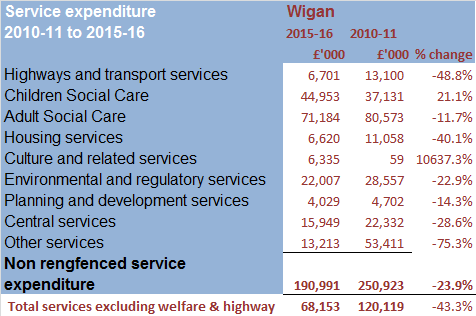 Service expenditure Wigan
2010-11 to 2015-16 2015-16 2010-11
£'000 £'000 % change
Highways and transport services 6,701 13,100 -48.8%
Children Social Care 44,953 37,131 21.1%
Adult Social Care 71,184 80,573 -11.7%
Housing services 6,620 11,058 -40.1%
Culture and related services 6,335 59 10637.3%
Environmental and regulatory services 22,007 28,557 -22.9%
Planning and development services 4,029 4,702 -14.3%
Central services 15,949 22,332 -28.6%
Other services 13,213 53,411 -75.3%
Non rengfenced service
expenditure 190,991 250,923 -23.9%
Total services excluding welfare & highway 68,153 120,119 -43.3%